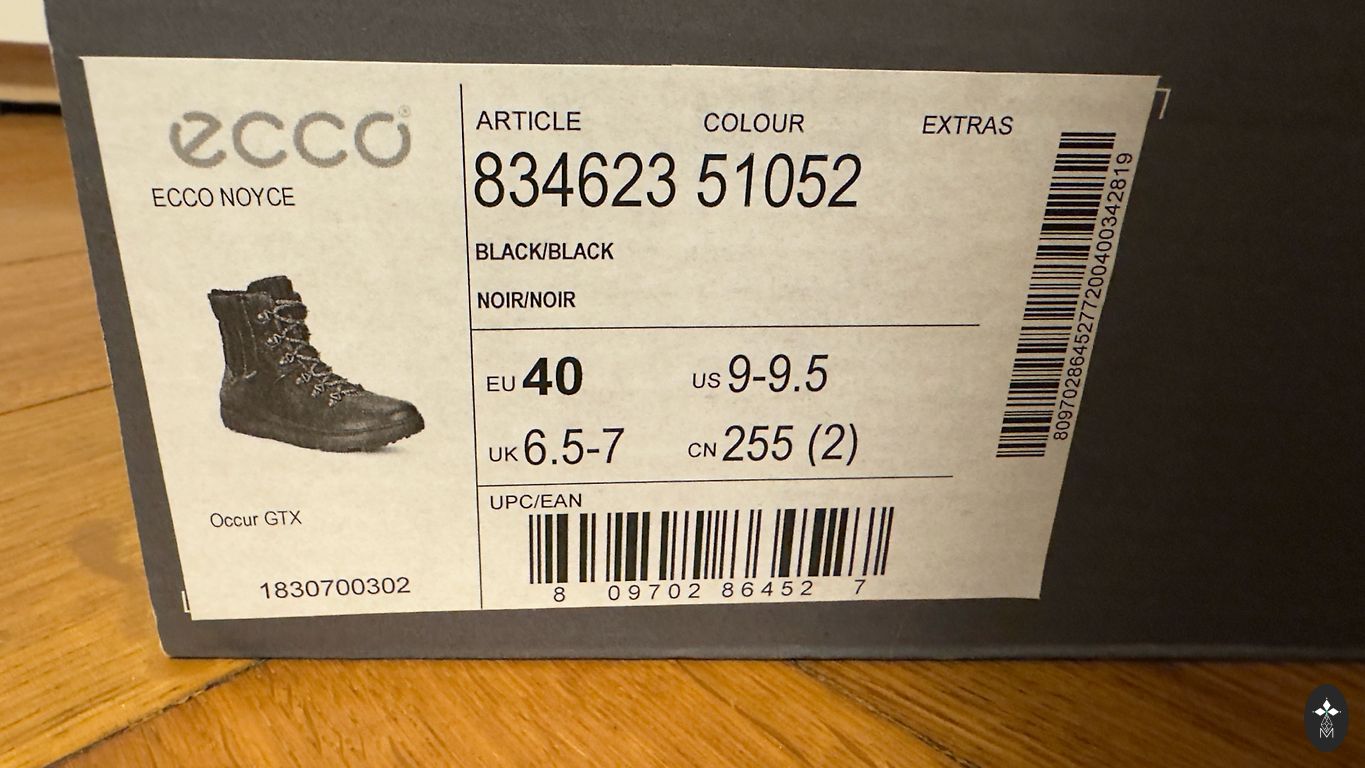 ecco®
ECCO NOYCE
Occur GTX
1830700302
ARTICLE COLOUR EXTRAS
834623 51052
BLACK/BLACK
NOIR/NOIR
EU 40 US 9-9.5
UK 6.5-7 CN 255 (2)
UPC/EAN
8 09702 86452 7
8097028645277200400342819
M